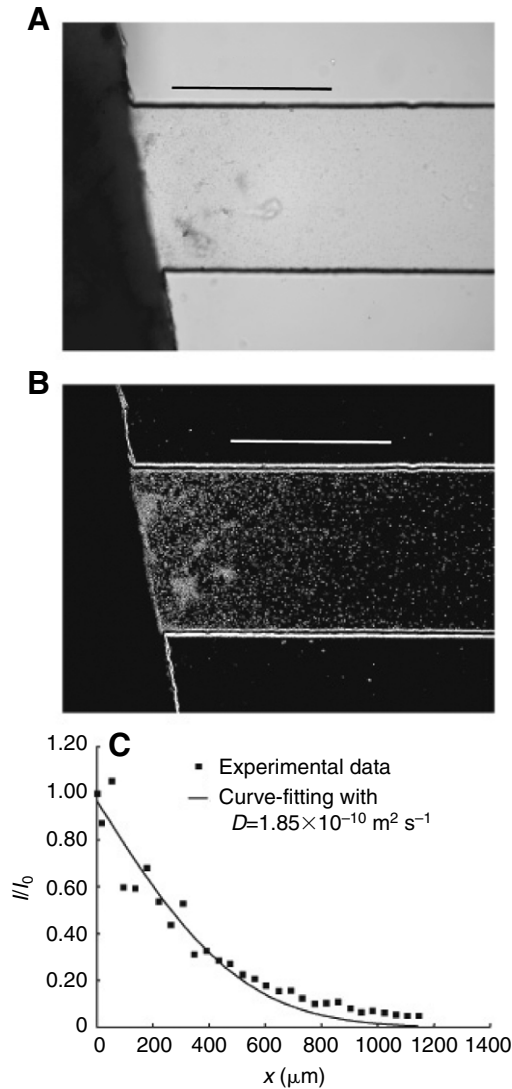 A
B
C
1.20
1.00
0.80
0.60
0.40
0.20
0
I/I0
Experimental data
Curve-fitting with
D=1.85×10−10 m2 s−1
0 200 400 600 800 1000 1200 1400
x (μm)